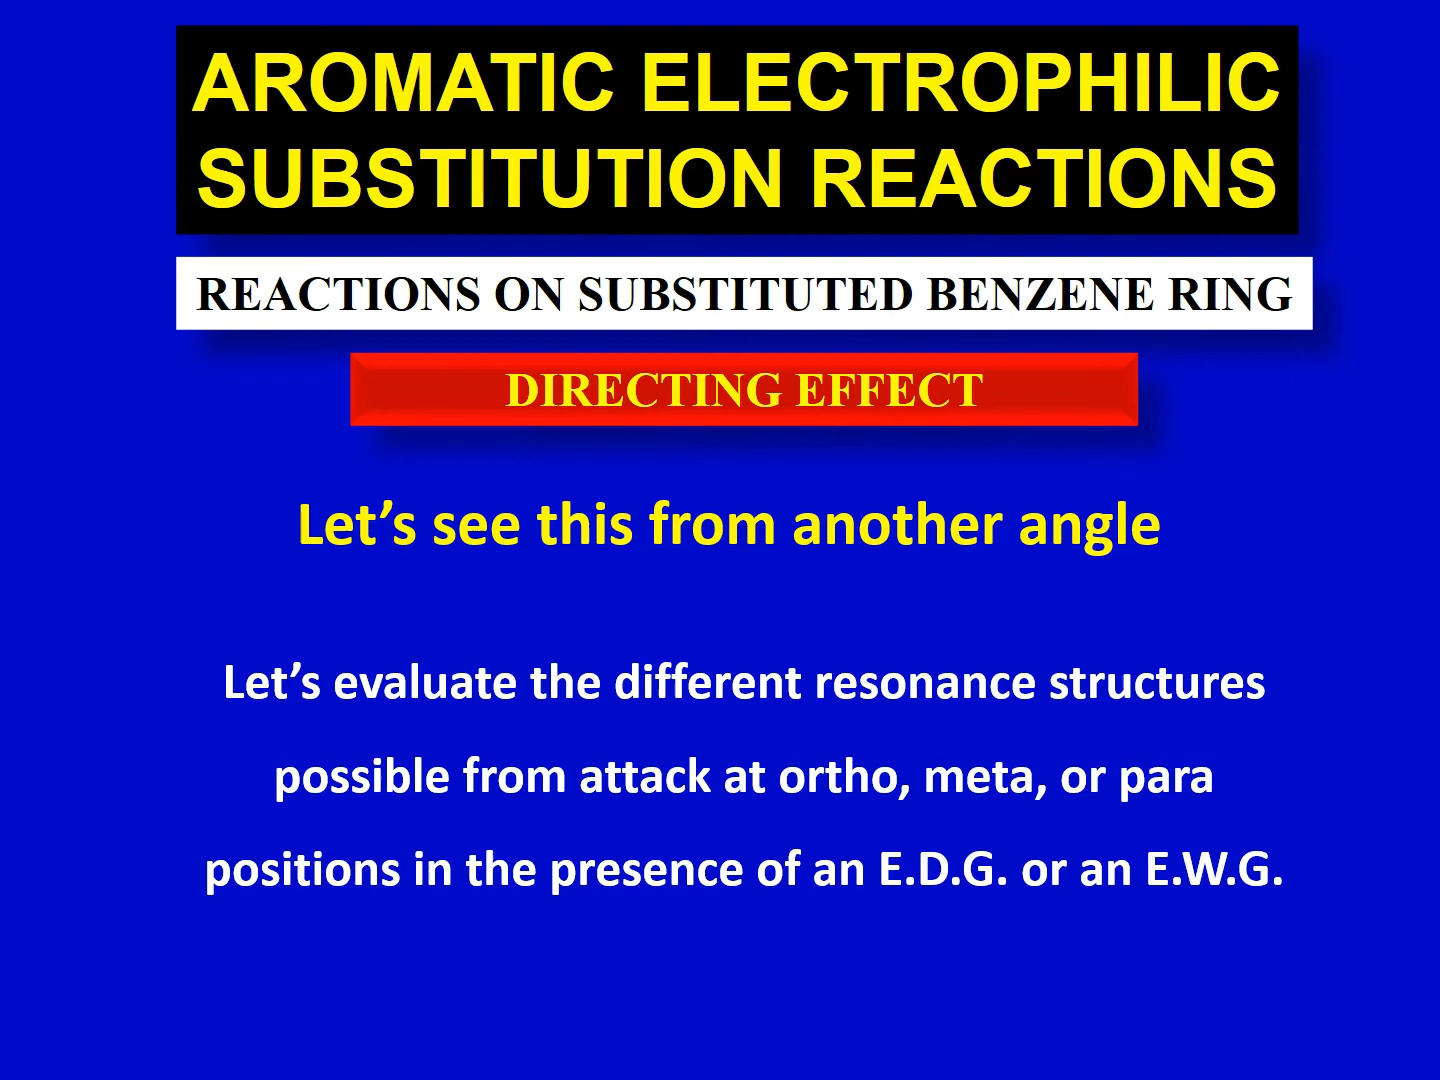 AROMATIC ELECTROPHILIC
SUBSTITUTION REACTIONS
REACTIONS ON SUBSTITUTED BENZENE RING
DIRECTING EFFECT
Let’s see this from another angle
Let’s evaluate the different resonance structures
possible from attack at ortho, meta, or para
positions in the presence of an E.D.G. or an E.W.G.